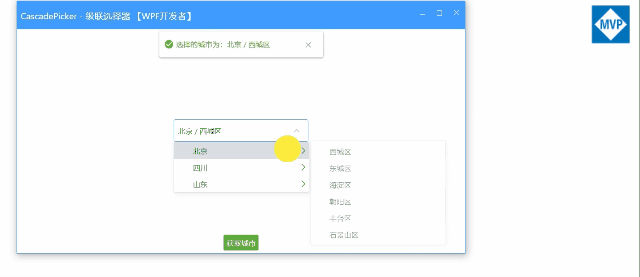 CascadePicker - 级联选择器 【WPF开发者】
MVP
选择的城市为：北京 / 西城区
北京 / 西城区
北京
四川
山东
西城区
东城区
海淀区
朝阳区
丰台区
石景山区
获取城市